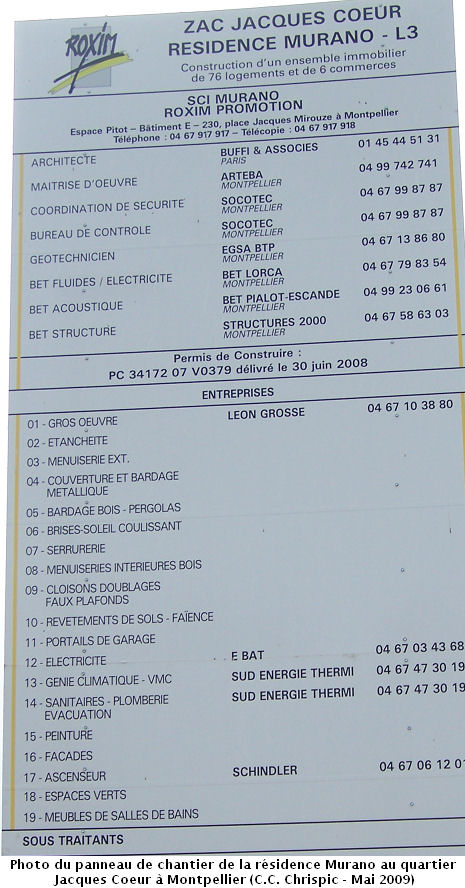 ROXIM
ZAC JACQUES COEUR
RESIDENCE MURANO - L3
Construction d'un ensemble immobilier
de 76 logements et de 6 commerces
SCI MURANO
ROXIM PROMOTION
Espace Pitot – Bâtiment E – 230, place Jacques Mirouze à Montpellier
Téléphone : 04 67 917 917 – Télécopie : 04 67 917 918
ARCHITECTE BUFFI & ASSOCIES 01 45 44 51 31
PARIS
MAITRISE D'OEUVRE ARTEBA 04 99 742 741
MONTPELLIER
COORDINATION DE SECURITE SOCOTEC 04 67 99 87 87
MONTPELLIER
BUREAU DE CONTROLE SOCOTEC 04 67 99 87 87
MONTPELLIER
GEOTECHNICIEN EGSA BTP 04 67 13 86 80
MONTPELLIER
BET FLUIDES / ELECTRICITE BET LORCA 04 67 79 83 54
MONTPELLIER
BET ACOUSTIQUE BET PIALOT-ESCANDE 04 99 23 06 61
MONTPELLIER
BET STRUCTURE STRUCTURES 2000 04 67 58 63 03
MONTPELLIER
Permis de Construire :
PC 34172 07 V0379 délivré le 30 juin 2008
ENTREPRISES
01 - GROS OEUVRE LEON GROSSE 04 67 10 38 80
02 - ETANCHEITE
03 - MENUISERIE EXT.
04 - COUVERTURE ET BARDAGE
METALLIQUE
05 - BARDAGE BOIS - PERGOLAS
06 - BRISES-SOLEIL COULISSANT
07 - SERRURERIE
08 - MENUISERIES INTERIEURES BOIS
09 - CLOISONS DOUBLAGES
FAUX PLAFONDS
10 - REVETEMENTS DE SOLS - FAÏENCE
11 - PORTAILS DE GARAGE
12 - ELECTRICITE E BAT 04 67 03 43 68
13 - GENIE CLIMATIQUE - VMC SUD ENERGIE THERMI 04 67 47 30 19
14 - SANITAIRES - PLOMBERIE SUD ENERGIE THERMI 04 67 47 30 19
EVACUATION
15 - PEINTURE
16 - FACADES
17 - ASCENSEUR SCHINDLER 04 67 06 12 01
18 - ESPACES VERTS
19 - MEUBLES DE SALLES DE BAINS
SOUS TRAITANTS
Photo du panneau de chantier de la résidence Murano au quartier
Jacques Coeur à Montpellier (C.C. Chrispic - Mai 2009)